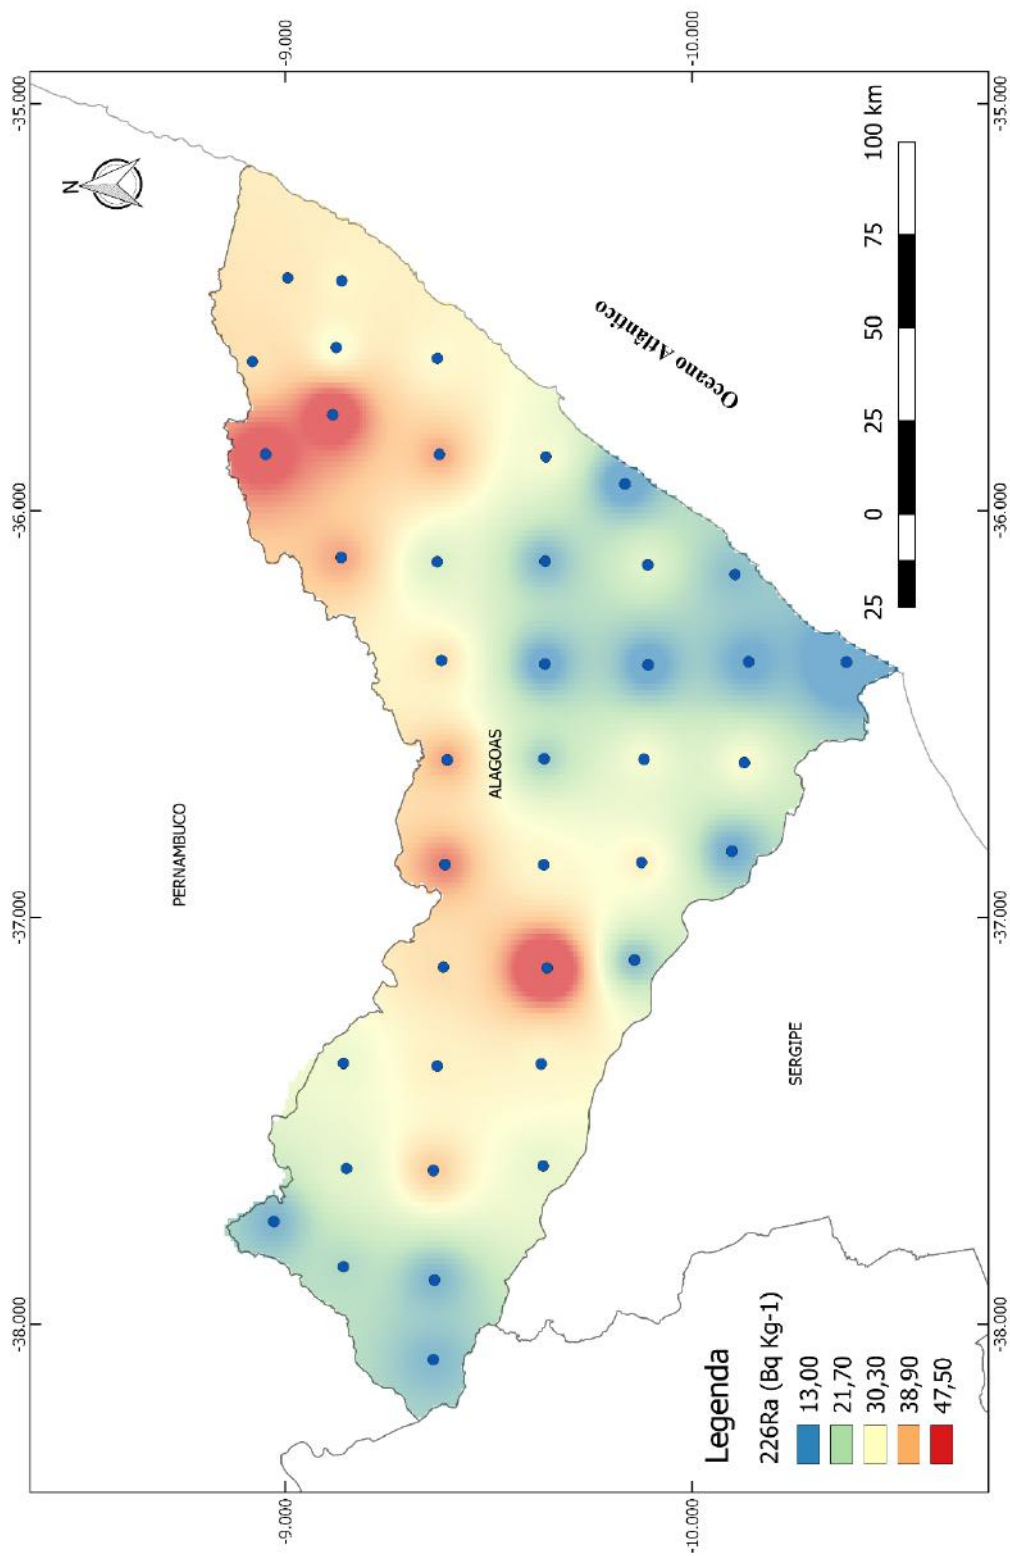 -38.000
-37.000
-36.000
-35.000
-9.000
-9.000
N
PERNAMBUCO
ALAGOAS
Oceano Atlântico
SERGIPE
-10.000
-10.000
Legenda
226Ra (Bq Kg-1)
13,00
21,70
30,30
38,90
47,50
25 0 25 50 75 100 km
-38.000
-37.000
-36.000
-35.000